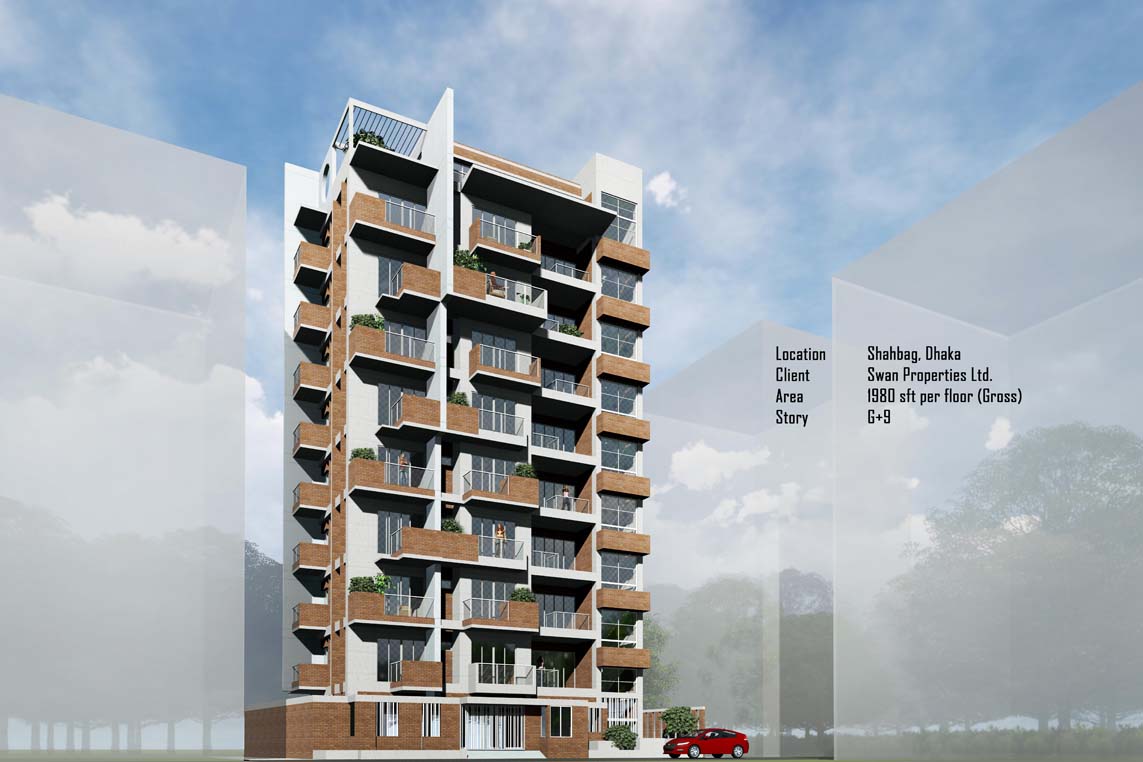 Location Shahbag, Dhaka
Client Swan Properties Ltd.
Area 1980 sft per floor (Gross)
Story G+9